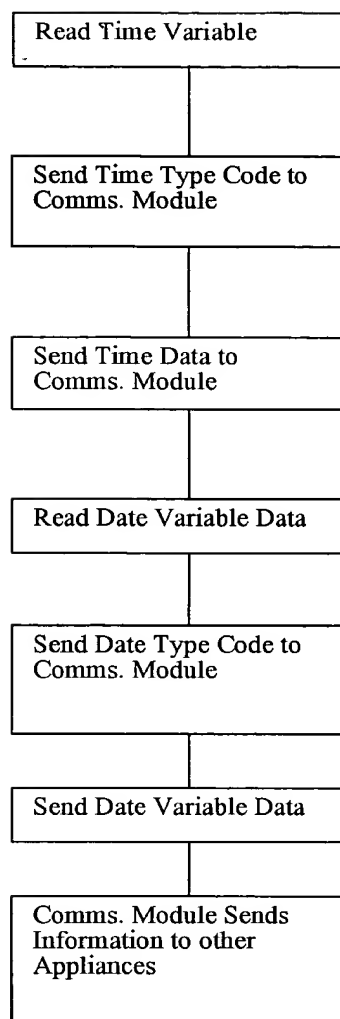 Read Time Variable
Send Time Type Code to
Comms. Module
Send Time Data to
Comms. Module
Read Date Variable Data
Send Date Type Code to
Comms. Module
Send Date Variable Data
Comms. Module Sends
Information to other
Appliances